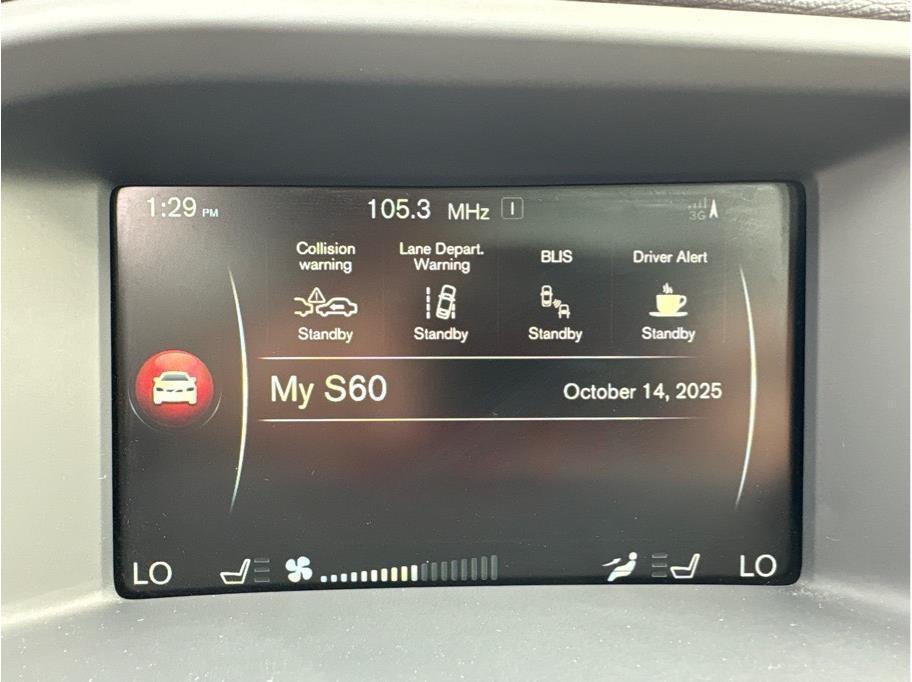 1:29 PM 105.3 MHz I 3G
Collision warning
Lane Depart. Warning
BLIS
Driver Alert
Standby Standby Standby Standby
My S60 October 14, 2025
LO LO